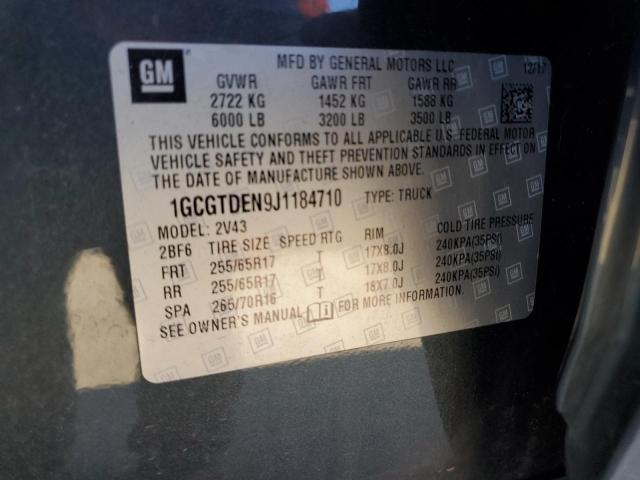 GM
MFD BY GENERAL MOTORS LLC 12/17
GVWR GAWR FRT GAWR RR
2722 KG 1452 KG 1588 KG
6000 LB 3200 LB 3500 LB
THIS VEHICLE CONFORMS TO ALL APPLICABLE U.S. FEDERAL MOTOR
VEHICLE SAFETY AND THEFT PREVENTION STANDARDS IN EFFECT ON
THE DATE OF MANUFACTURE SHOWN ABOVE.
1GCGTDEN9J1184710 TYPE: TRUCK
MODEL: 2V43
2BF6 TIRE SIZE SPEED RTG RIM COLD TIRE PRESSURE
FRT 255/65R17 T 17X8.0J 240KPA(35PSI)
RR 255/65R17 T 17X8.0J 240KPA(35PSI)
SPA 265/70R16 T 16X7.0J 240KPA(35PSI)
SEE OWNER'S MANUAL FOR MORE INFORMATION.